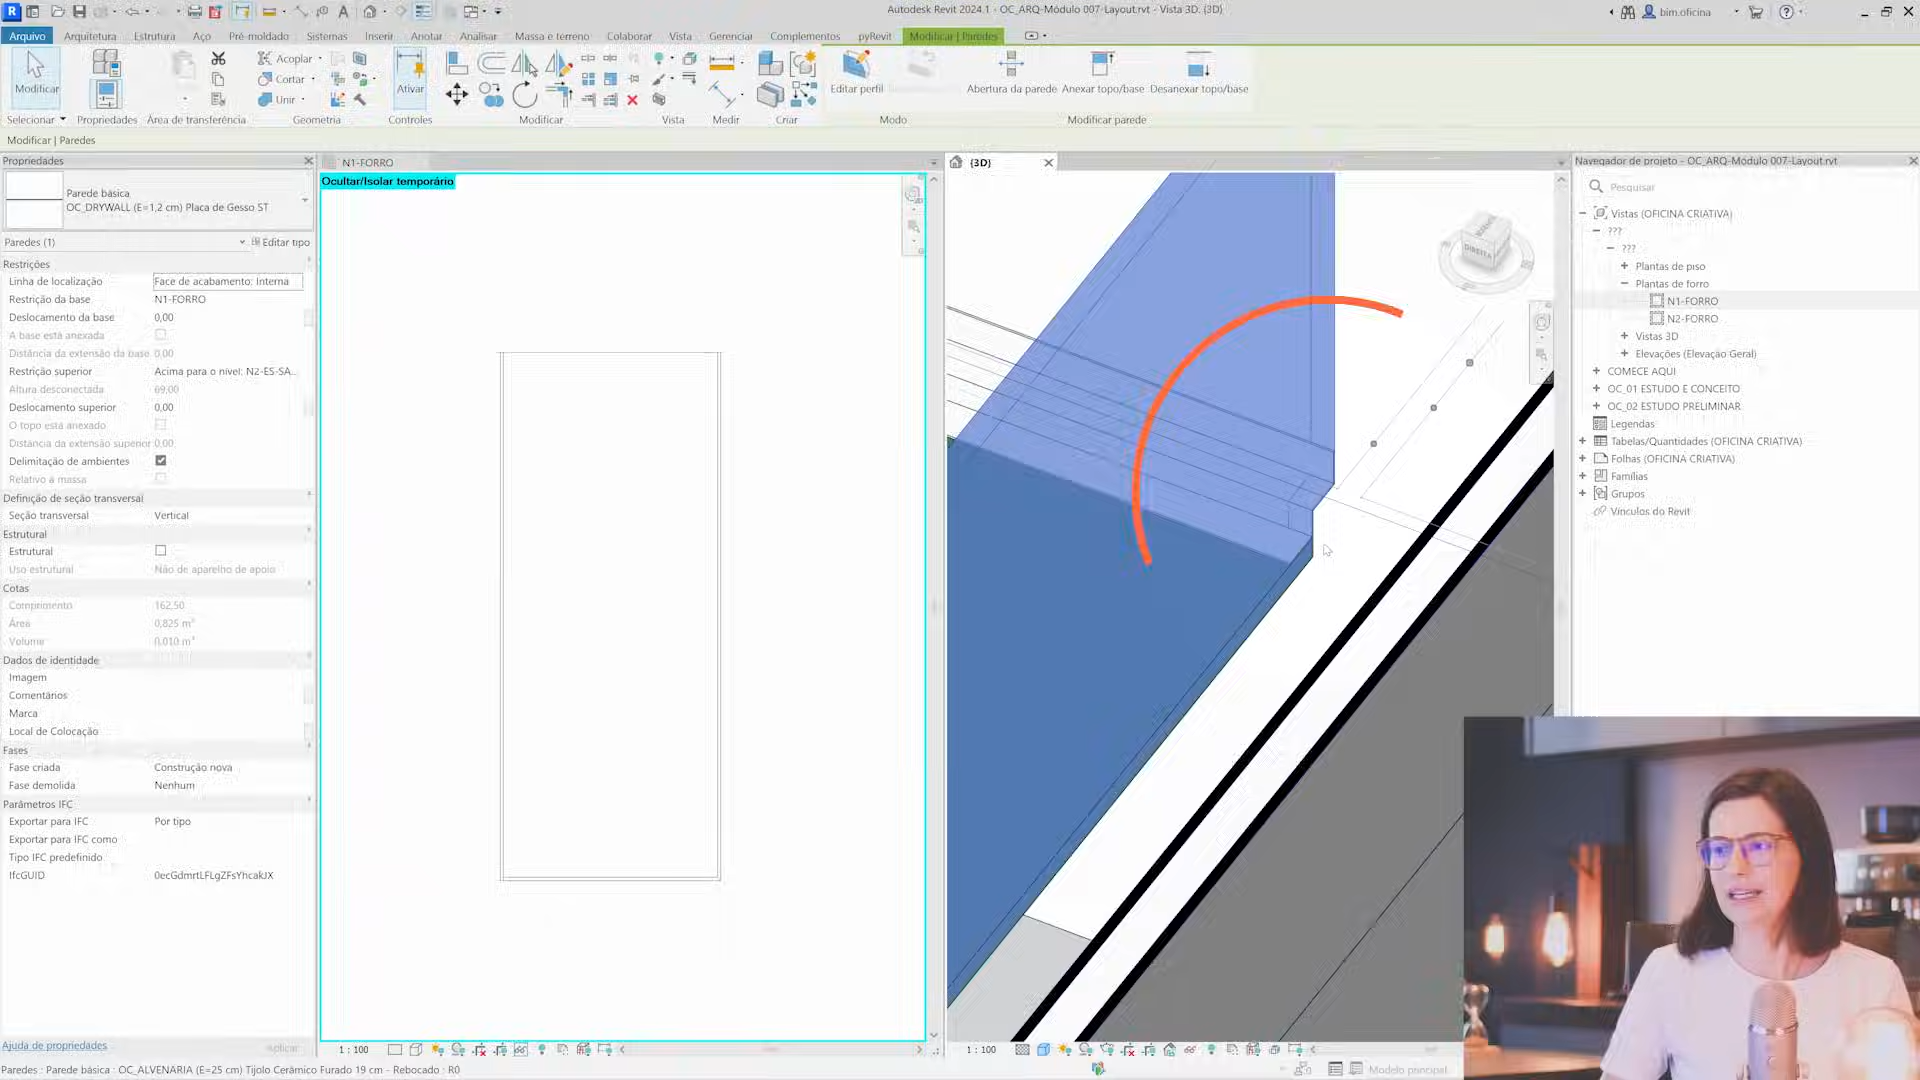 Autodesk Revit 2024.1 - OC_ARQ-Módulo 007-Layout.rvt - Vista 3D: {3D}
bim.oficina
Arquivo Arquitetura Estrutura Aço Pré-moldado Sistemas Inserir Anotar Analisar Massa e terreno Colaborar Vista Gerenciar Complementos pyRevit Modificar | Paredes
Modificar
Acoplar
Cortar
Unir
Ativar
Editar perfil
Abertura da parede
Anexar topo/base
Desanexar topo/base
Selecionar Propriedades Área de transferência Geometria Controles Modificar Vista Medir Criar Modo Modificar parede
Modificar | Paredes
Propriedades
Parede básica
OC_DRYWALL (E=1,2 cm) Placa de Gesso ST
Paredes (1)
Editar tipo
Restrições
Linha de localização Face de acabamento: Interna
Restrição da base N1-FORRO
Deslocamento da base 0,00
A base está anexada
Distância da extensão da base 0,00
Restrição superior Acima para o nível: N2-ES-SA...
Altura desconectada 69,00
Deslocamento superior 0,00
O topo está anexado
Distância da extensão superior 0,00
Delimitação de ambientes
Relativo à massa
Definição de seção transversal
Seção transversal Vertical
Estrutural
Estrutural
Uso estrutural Não de aparelho de apoio
Cotas
Comprimento 162,50
Área 0,825 m²
Volume 0,010 m³
Dados de identidade
Imagem
Comentários
Marca
Local de Colocação
Fases
Fase criada Construção nova
Fase demolida Nenhum
Parâmetros IFC
Exportar para IFC Por tipo
Exportar para IFC como
Tipo IFC predefinido
IfcGUID 0ecGdmrtLFLgZFsYhcakJX
Ajuda de propriedades
Aplicar
N1-FORRO
Ocultar/Isolar temporário
1 : 100
{3D}
DIREITA
1 : 100
Navegador de projeto - OC_ARQ-Módulo 007-Layout.rvt
Pesquisar
Vistas (OFICINA CRIATIVA)
???
???
Plantas de piso
Plantas de forro
N1-FORRO
N2-FORRO
Vistas 3D
Elevações (Elevação Geral)
COMECE AQUI
OC_01 ESTUDO E CONCEITO
OC_02 ESTUDO PRELIMINAR
Legendas
Tabelas/Quantidades (OFICINA CRIATIVA)
Folhas (OFICINA CRIATIVA)
Famílias
Grupos
Vínculos do Revit
Paredes : Parede básica : OC_ALVENARIA (E=25 cm) Tijolo Cerâmico Furado 19 cm - Rebocado : R0
Modelo principal